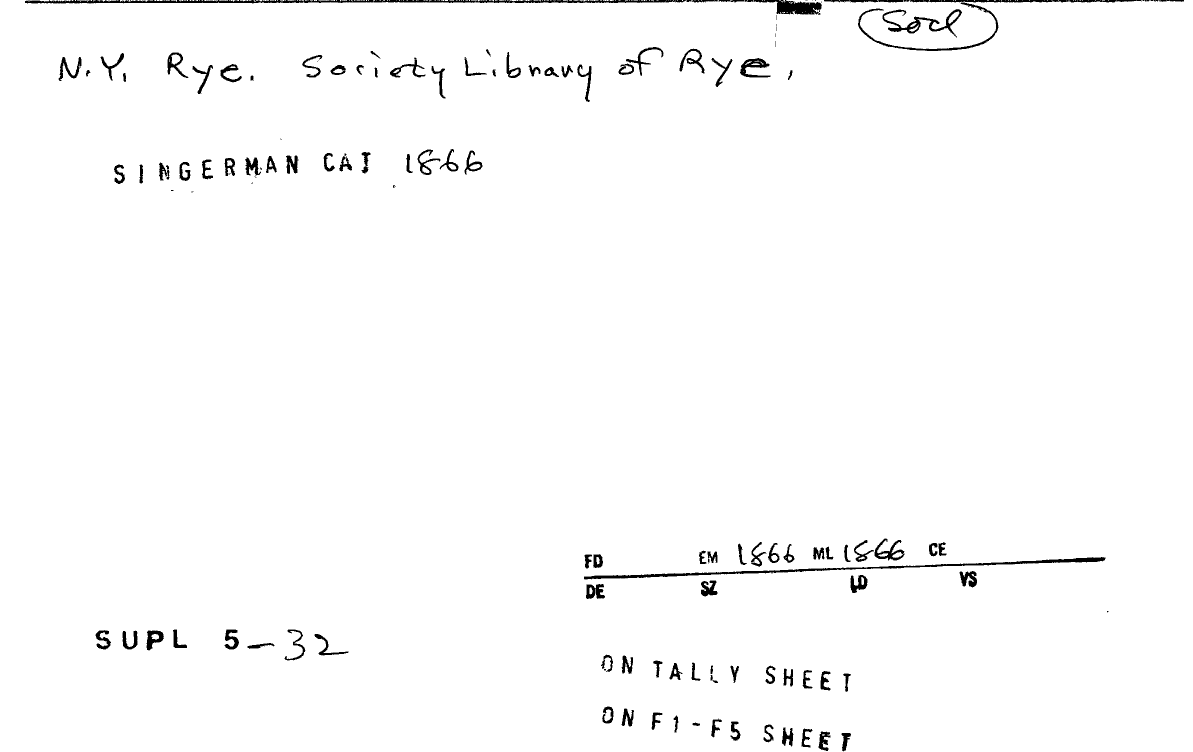 Socl
N.Y. Rye. Society Library of Rye,
SINGERMAN CAT 1866
FD EM 1866 ML 1866 CE
DE SZ LD VS
SUPL 5-32
ON TALLY SHEET
ON F1-F5 SHEET